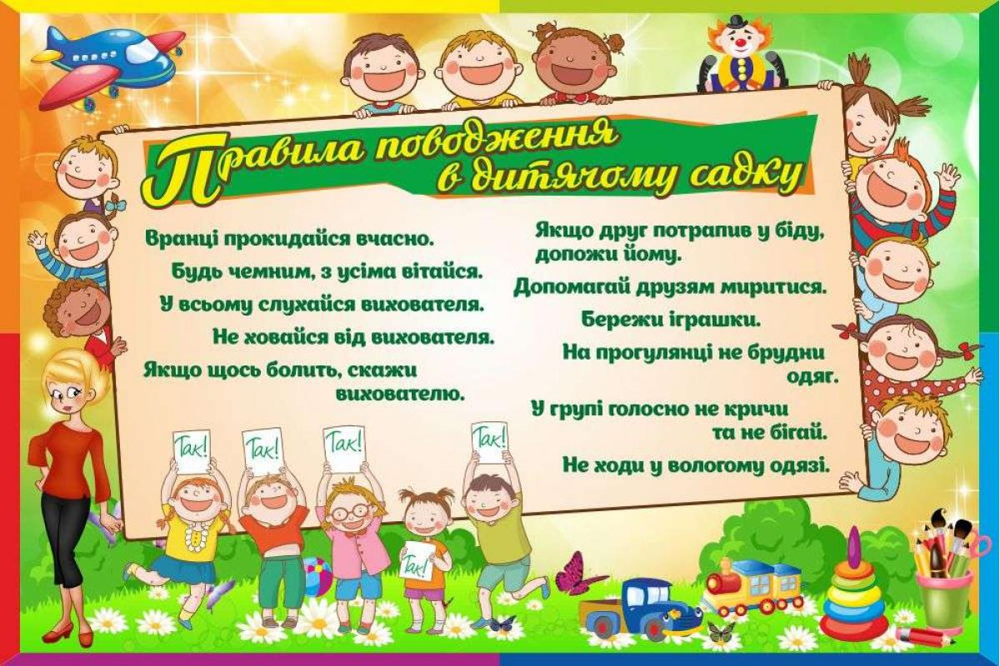 Правила поводження
в дитячому садку
Вранці прокидайся вчасно.
Будь чемним, з усіма вітайся.
У всьому слухайся вихователя.
Не ховайся від вихователя.
Якщо щось болить, скажи
вихователю.
Якщо друг потрапив у біду,
допожи йому.
Допомагай друзям миритися.
Бережи іграшки.
На прогулянці не брудни
одяг.
У групі голосно не кричи
та не бігай.
Не ходи у вологому одязі.
Так!
Так!
Так!
Так!
Так!